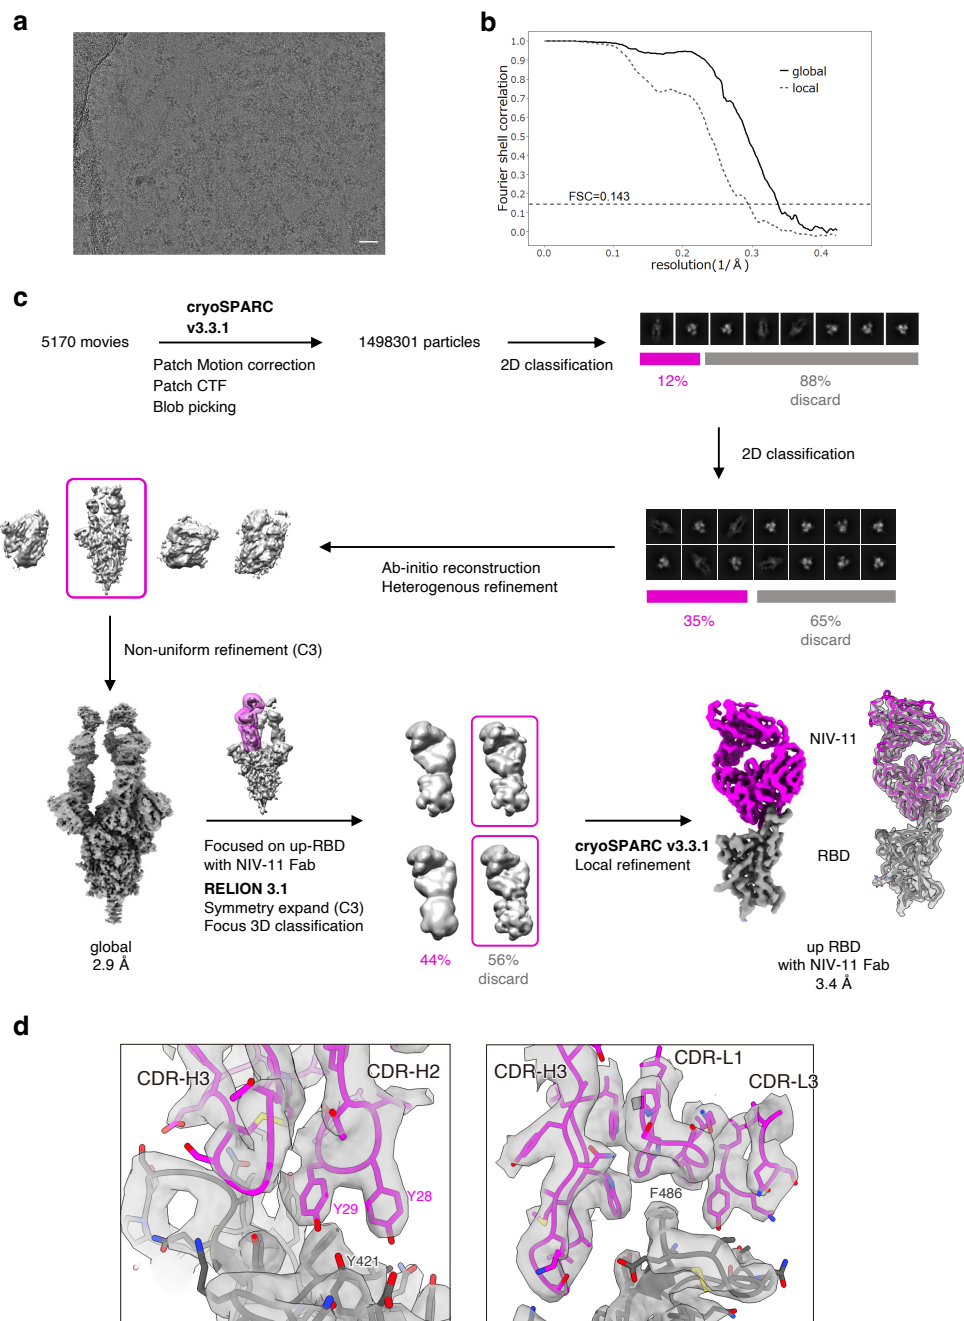 a
b
1.0
0.9
0.8
0.7
0.6
0.5
0.4
0.3
0.2
0.1
0.0
Fourier shell correlation
global
local
FSC=0.143
0.0
0.1
0.2
0.3
0.4
resolution(1/Å)
c
cryoSPARC
v3.3.1
5170 movies
Patch Motion correction
Patch CTF
Blob picking
1498301 particles
2D classification
12%
88%
discard
2D classification
Ab-initio reconstruction
Heterogenous refinement
35%
65%
discard
Non-uniform refinement (C3)
global
2.9 Å
Focused on up-RBD
with NIV-11 Fab
RELION 3.1
Symmetry expand (C3)
Focus 3D classification
44%
56%
discard
cryoSPARC v3.3.1
Local refinement
NIV-11
RBD
up RBD
with NIV-11 Fab
3.4 Å
d
CDR-H3
CDR-H2
Y29
Y28
Y421
CDR-H3
CDR-L1
CDR-L3
F486